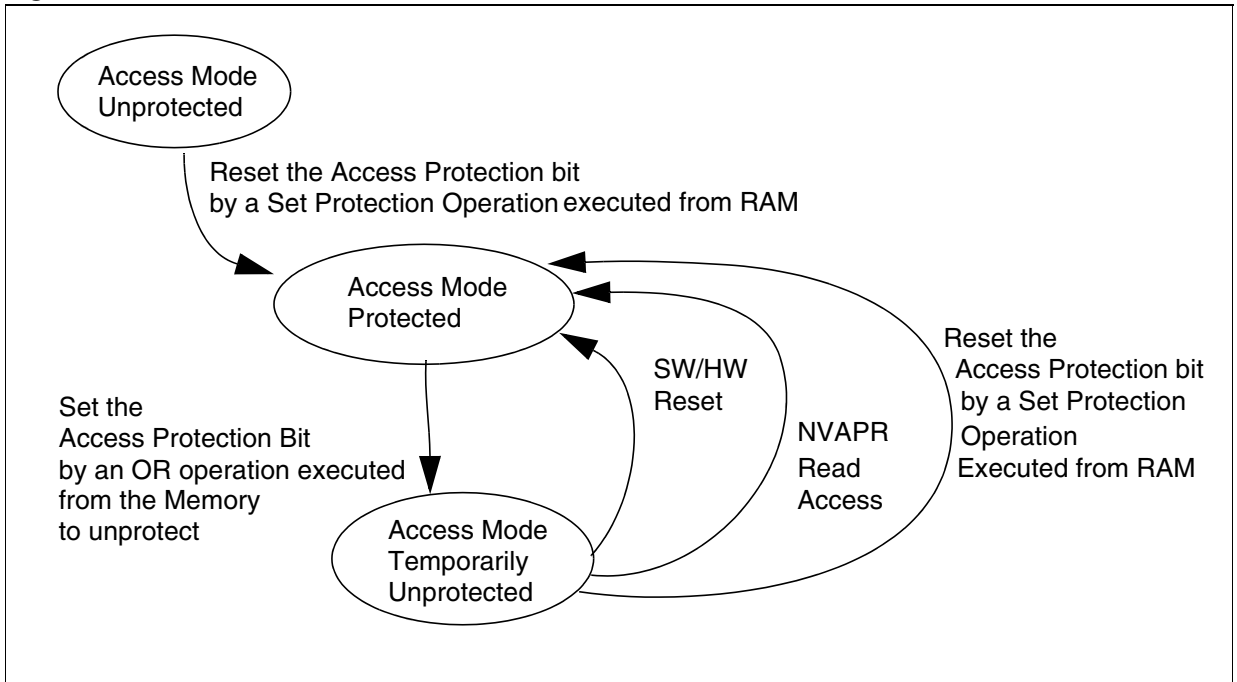 Access Mode
Unprotected
Reset the Access Protection bit
by a Set Protection Operation executed from RAM
Access Mode
Protected
Set the
Access Protection Bit
by an OR operation executed
from the Memory
to unprotect
SW/HW
Reset
NVAPR
Read
Access
Reset the
Access Protection bit
by a Set Protection
Operation
Executed from RAM
Access Mode
Temporarily
Unprotected